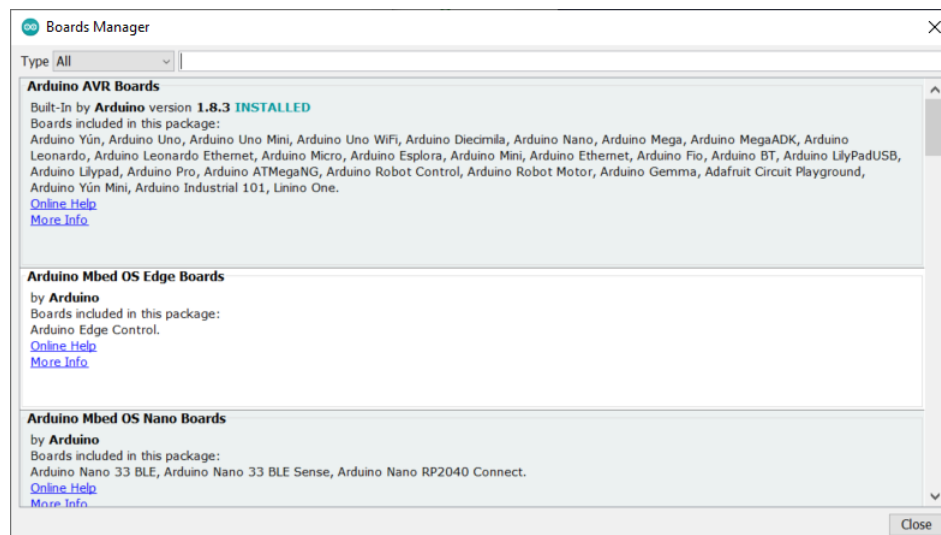 Boards Manager
Type All
Arduino AVR Boards
Built-In by Arduino version 1.8.3 INSTALLED
Boards included in this package:
Arduino Yún, Arduino Uno, Arduino Uno Mini, Arduino Uno WiFi, Arduino Diecimila, Arduino Nano, Arduino Mega, Arduino MegaADK, Arduino
Leonardo, Arduino Leonardo Ethernet, Arduino Micro, Arduino Esplora, Arduino Mini, Arduino Ethernet, Arduino Fio, Arduino BT, Arduino LilyPadUSB,
Arduino Lilypad, Arduino Pro, Arduino ATMegaNG, Arduino Robot Control, Arduino Robot Motor, Arduino Gemma, Adafruit Circuit Playground,
Arduino Yún Mini, Arduino Industrial 101, Linino One.
Online Help
More Info
Arduino Mbed OS Edge Boards
by Arduino
Boards included in this package:
Arduino Edge Control.
Online Help
More Info
Arduino Mbed OS Nano Boards
by Arduino
Boards included in this package:
Arduino Nano 33 BLE, Arduino Nano 33 BLE Sense, Arduino Nano RP2040 Connect.
Online Help
More Info
Close